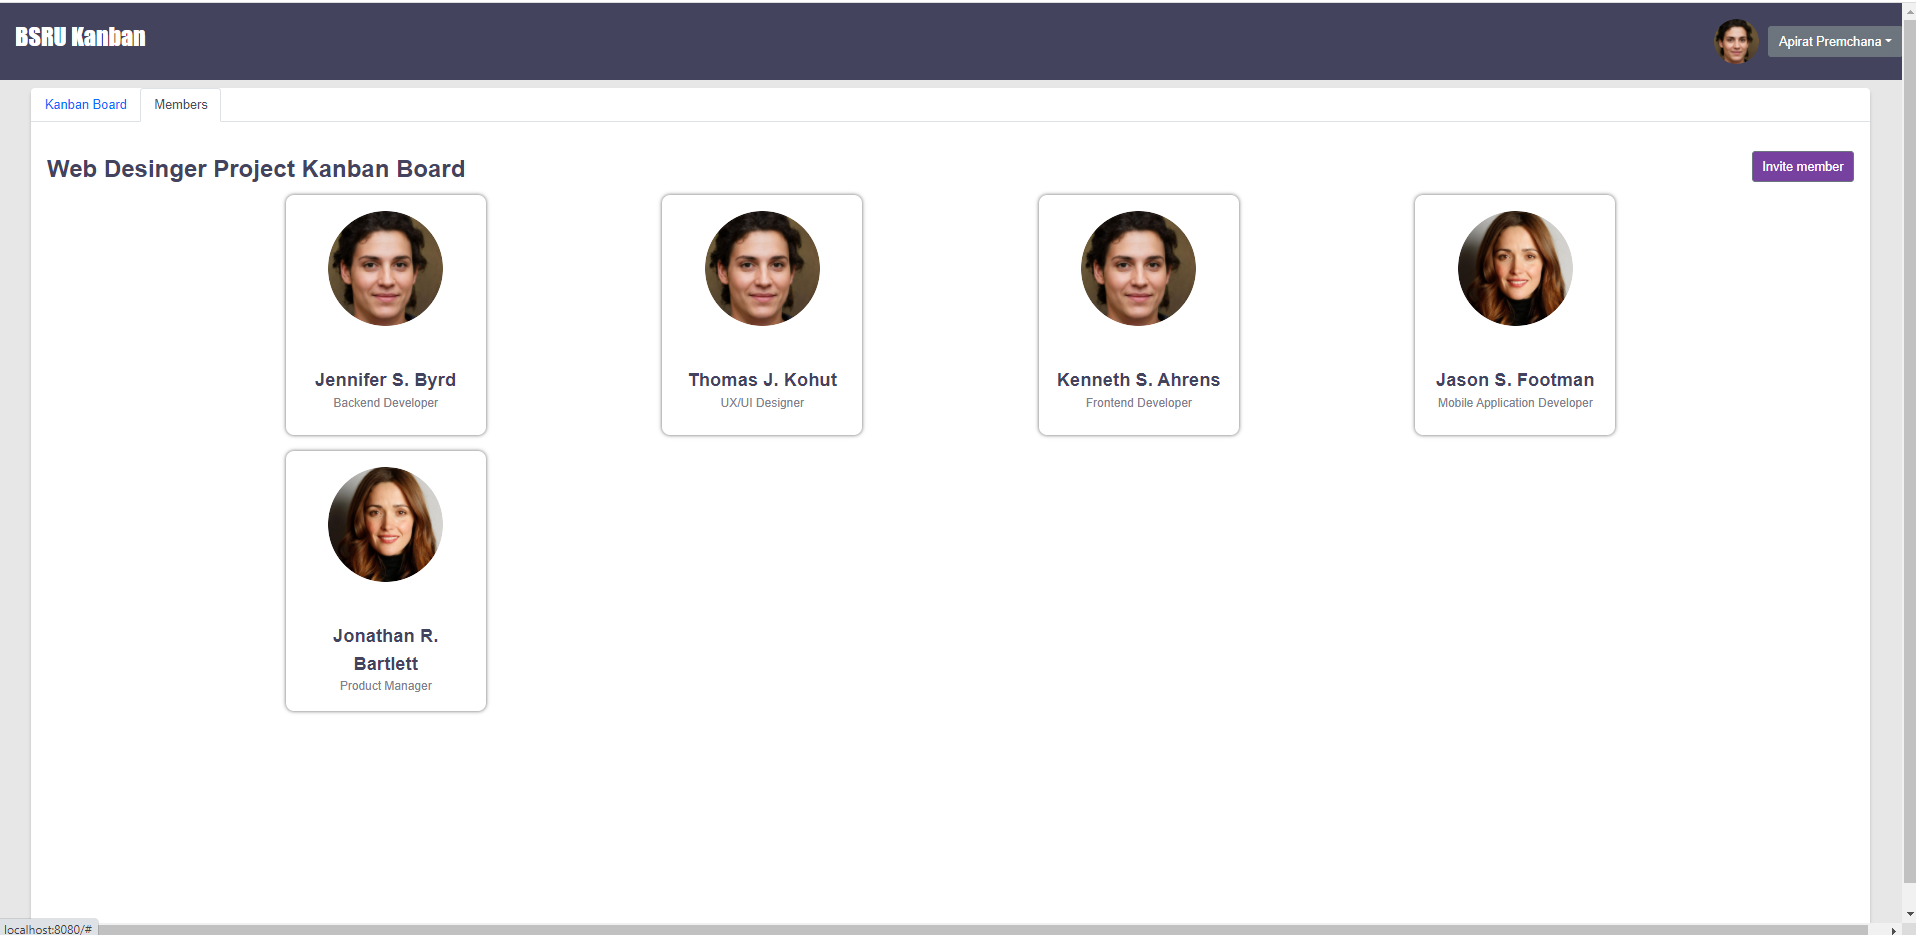 BSRU Kanban
Apirat Premchana
Kanban Board
Members
Web Desinger Project Kanban Board
Invite member
Jennifer S. Byrd
Backend Developer
Thomas J. Kohut
UX/UI Designer
Kenneth S. Ahrens
Frontend Developer
Jason S. Footman
Mobile Application Developer
Jonathan R.
Bartlett
Product Manager
localhost:8080/#